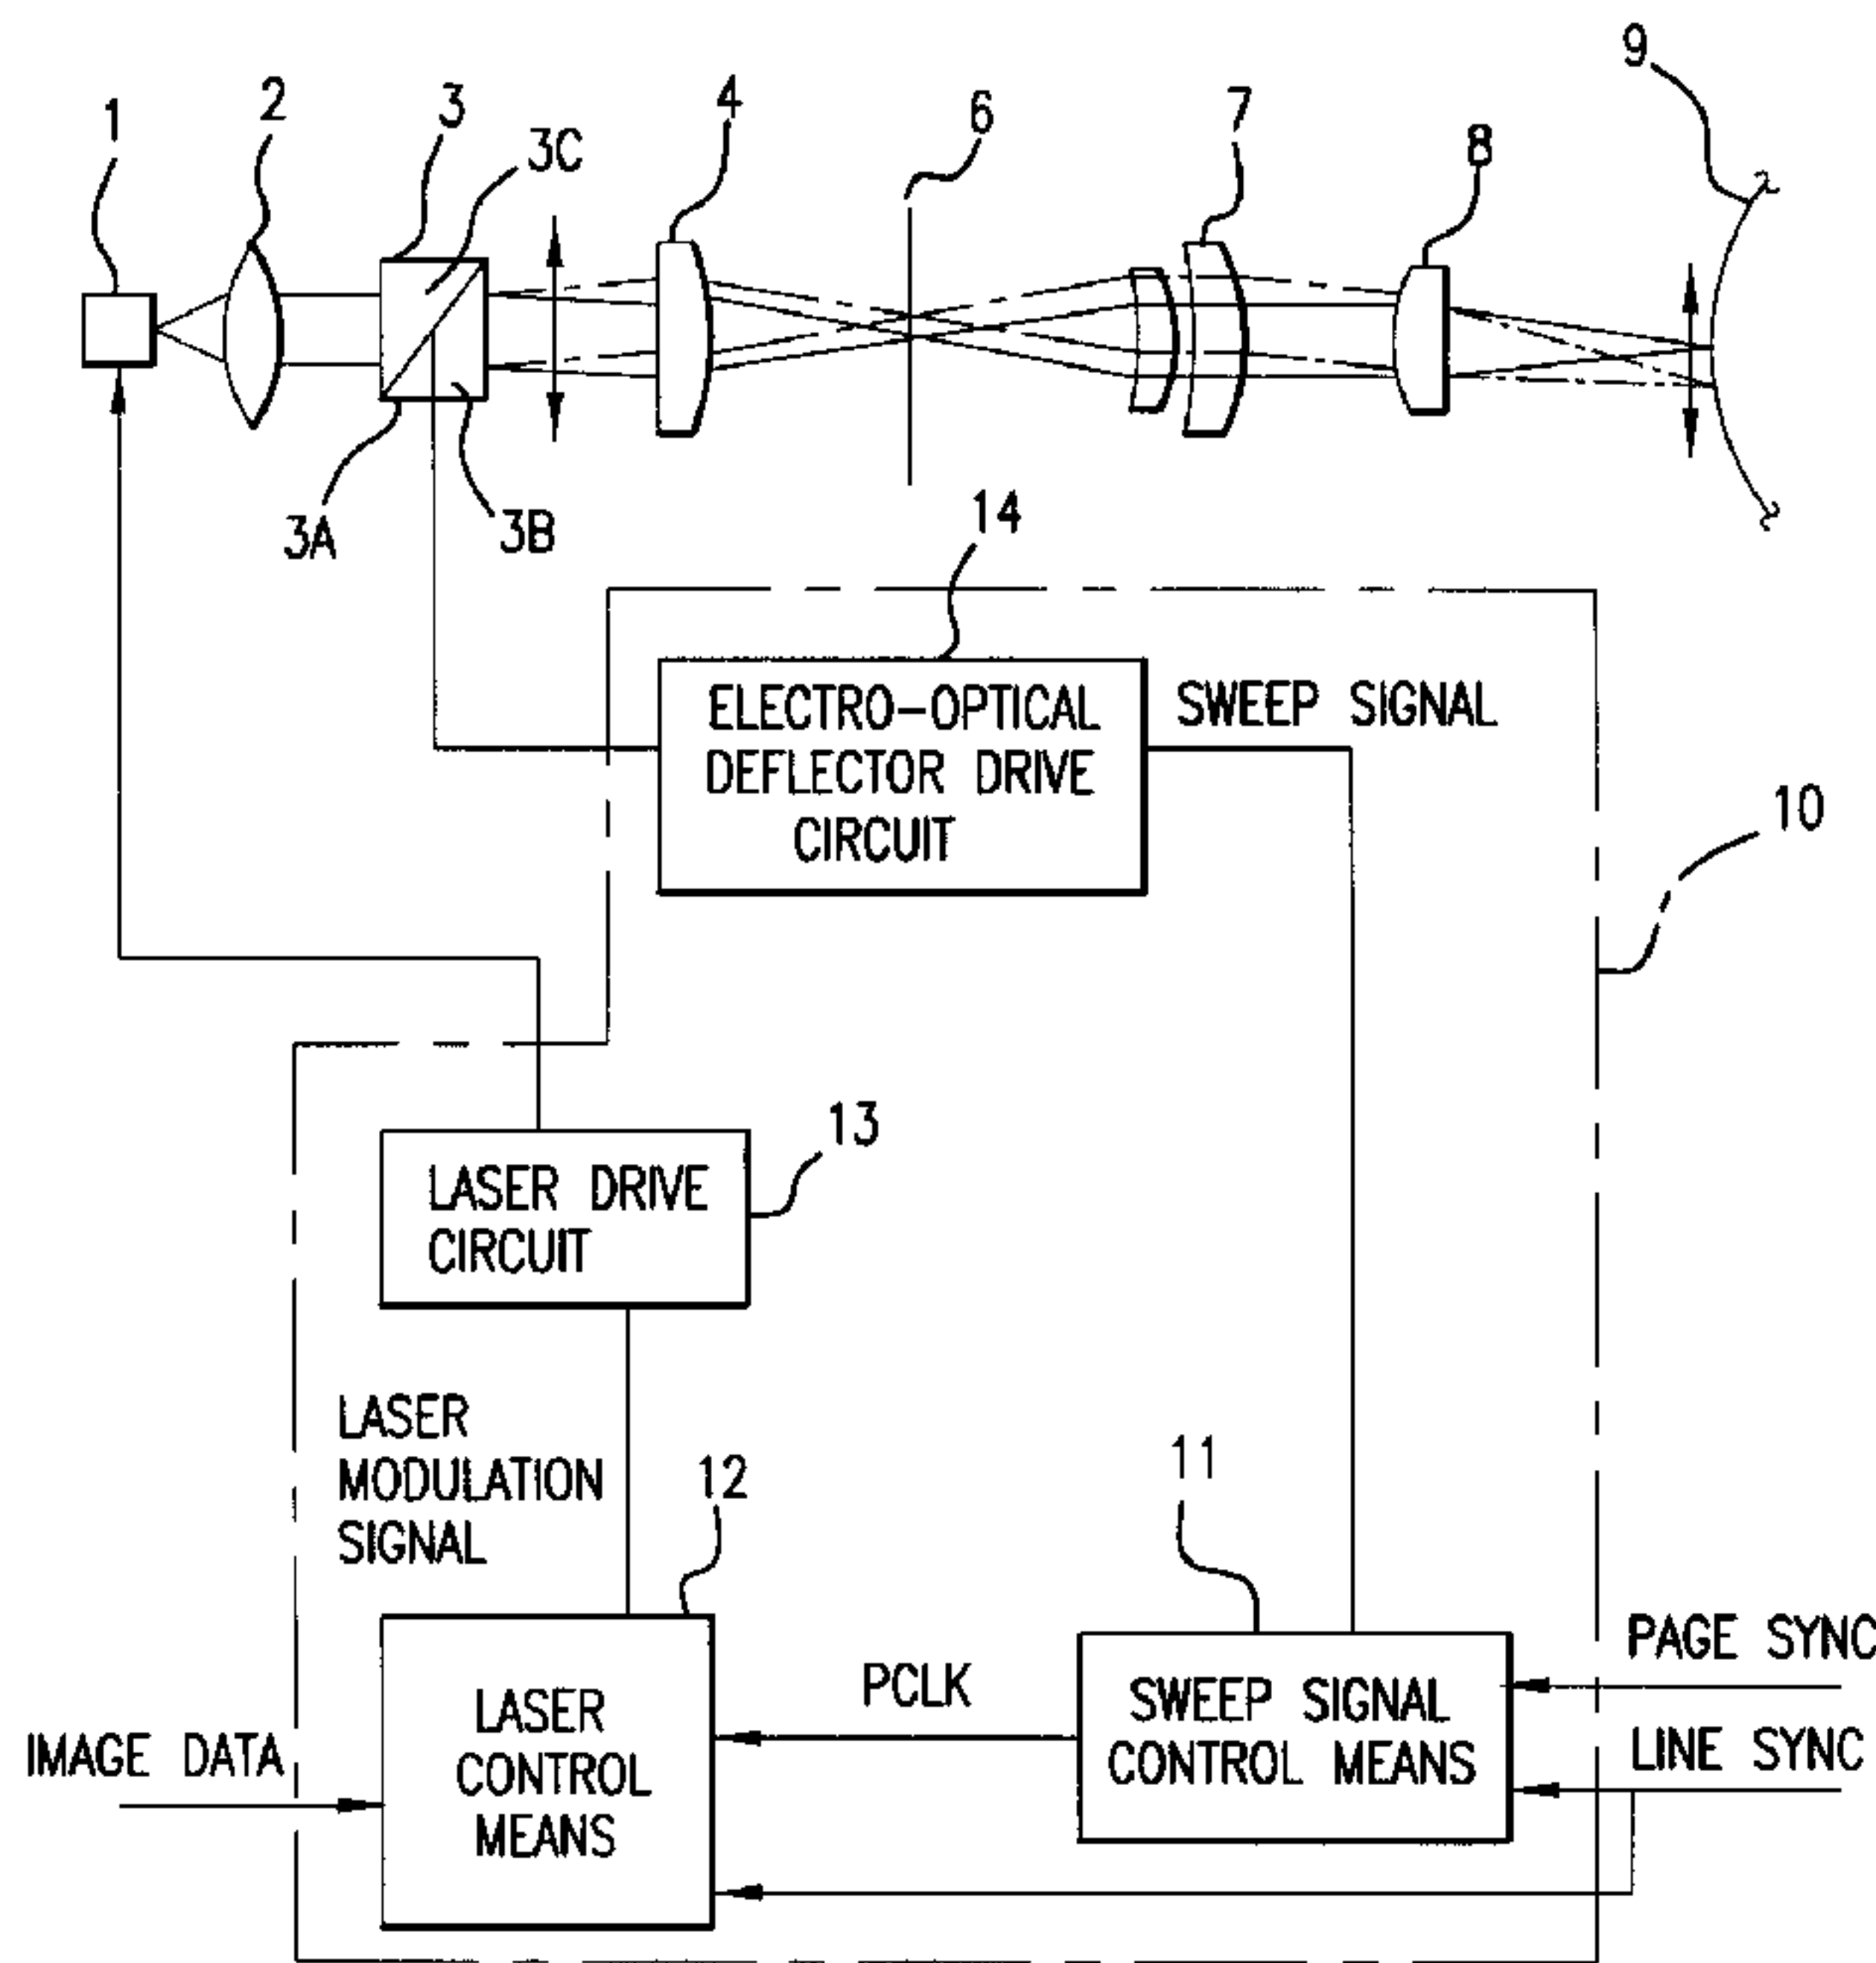 1
2
3
3C
4
6
7
8
9
3A
3B
14
ELECTRO-OPTICAL
DEFLECTOR DRIVE
CIRCUIT
SWEEP SIGNAL
10
13
LASER DRIVE
CIRCUIT
LASER
MODULATION
SIGNAL
12
11
PAGE SYNC
PCLK
SWEEP SIGNAL
CONTROL MEANS
LINE SYNC
IMAGE DATA
LASER
CONTROL
MEANS